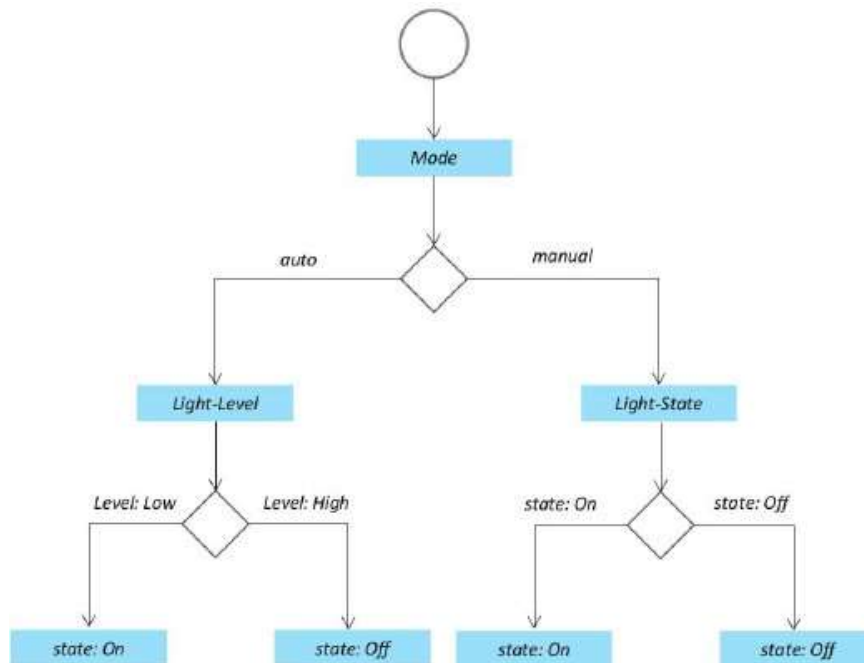 Mode
auto
manual
Light-Level
Light-State
Level: Low
Level: High
state: On
state: Off
state: On
state: Off
state: On
state: Off